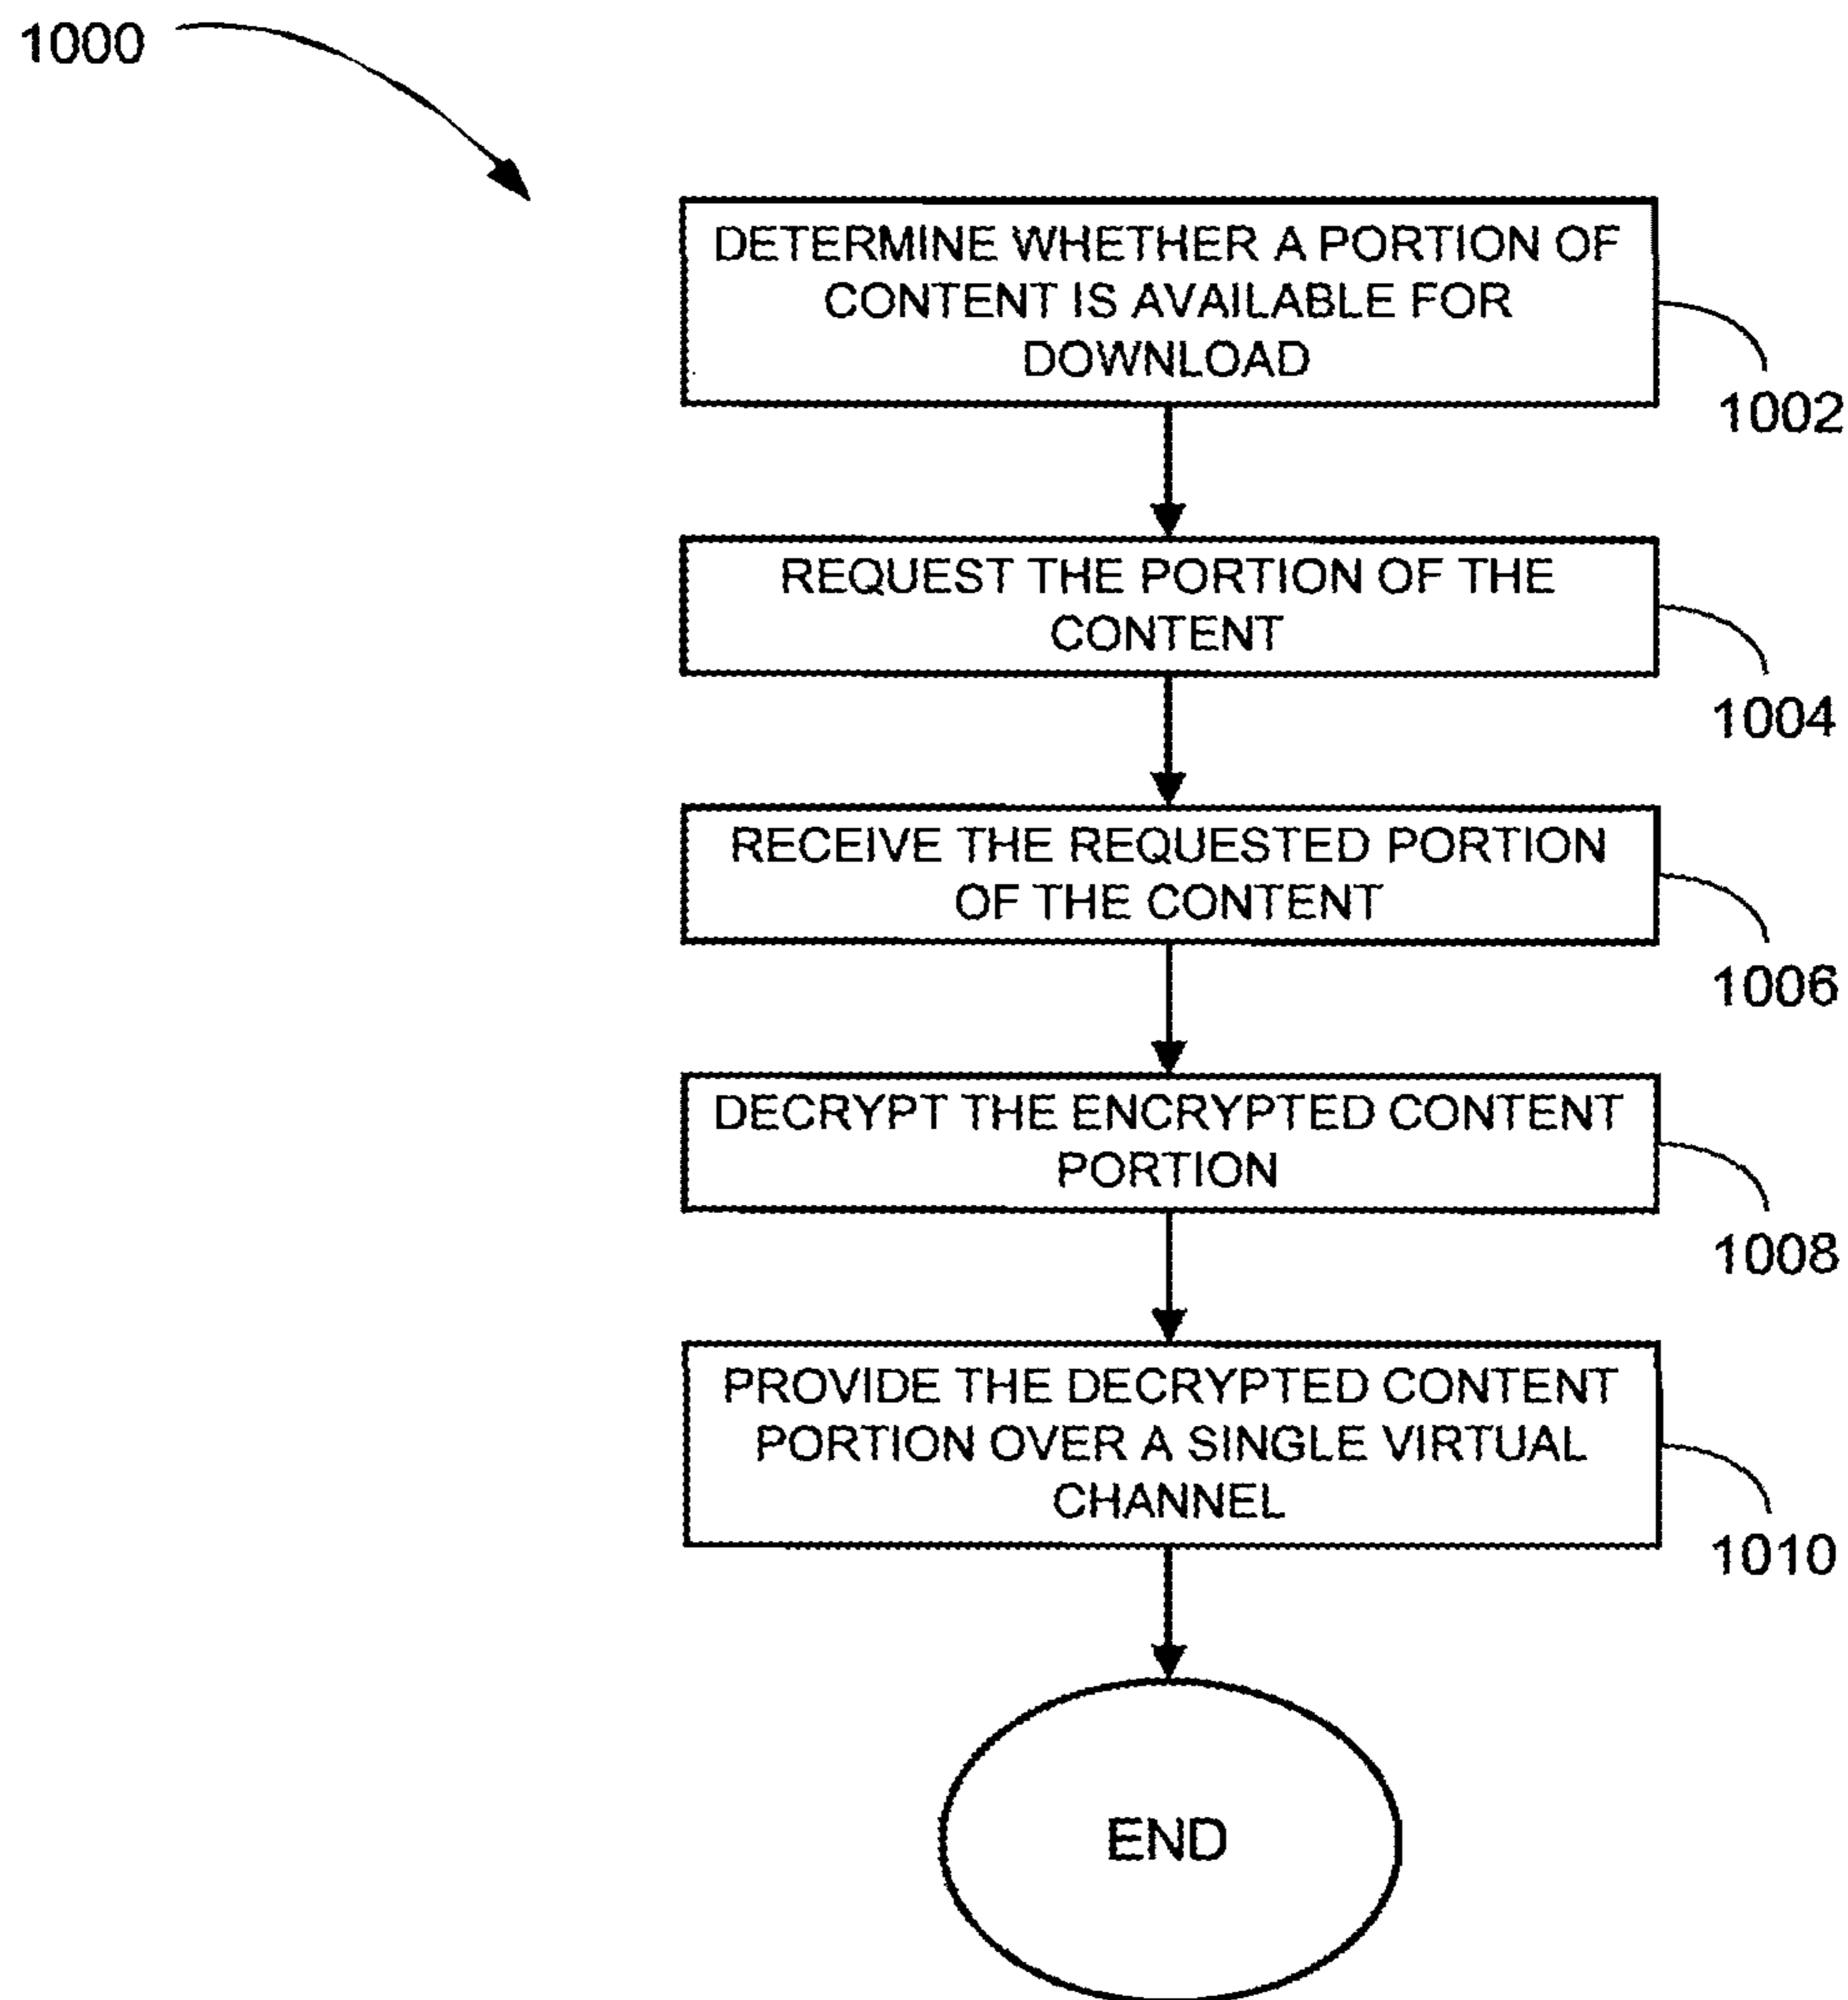 1000
DETERMINE WHETHER A PORTION OF
CONTENT IS AVAILABLE FOR
DOWNLOAD
1002
REQUEST THE PORTION OF THE
CONTENT
1004
RECEIVE THE REQUESTED PORTION
OF THE CONTENT
1006
DECRYPT THE ENCRYPTED CONTENT
PORTION
1008
PROVIDE THE DECRYPTED CONTENT
PORTION OVER A SINGLE VIRTUAL
CHANNEL
1010
END